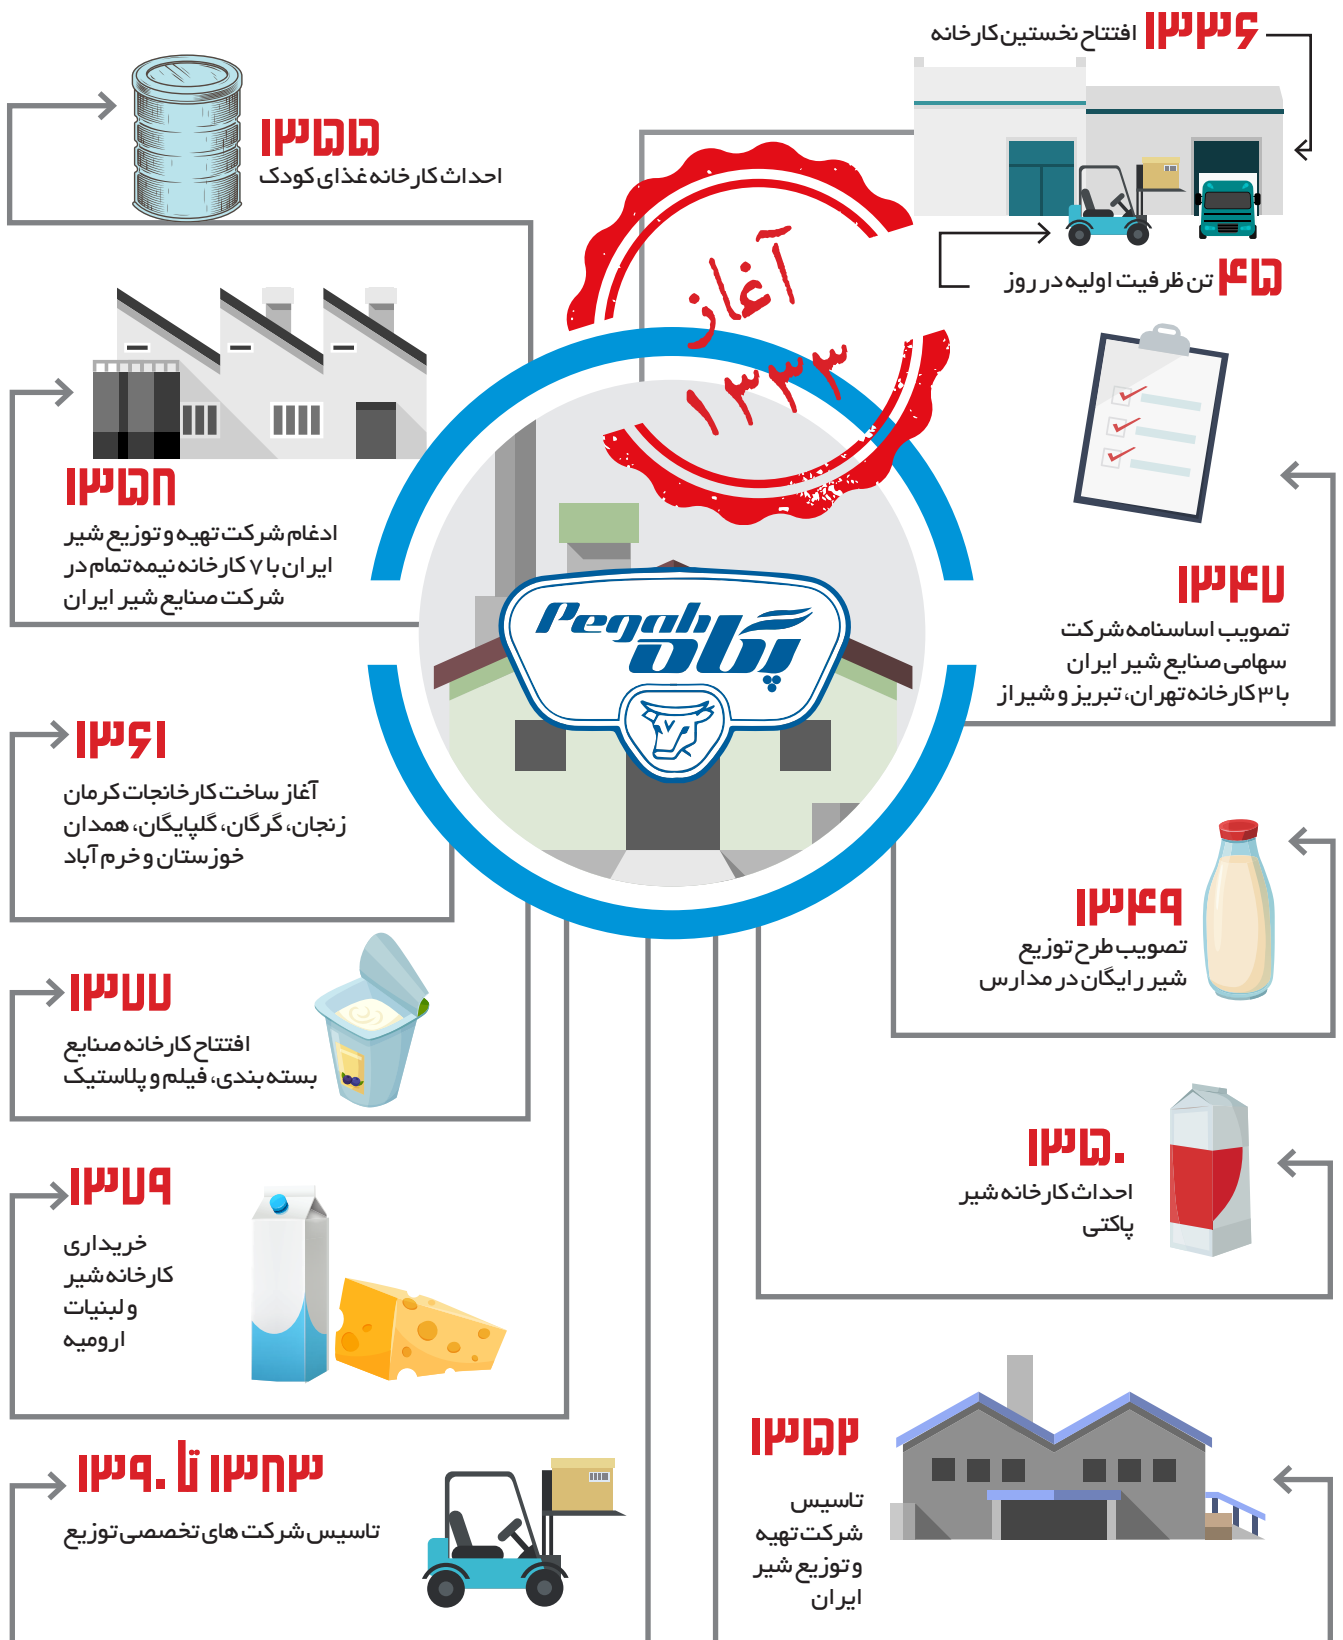 ۱۳۳۶ افتتاح نخستین کارخانه
۴۵ تن ظرفیت اولیه در روز
آغاز
۱۳۳۳
Pegah پگاه
۱۳۴۷
تصویب اساسنامه شرکت
سهامی صنایع شیر ایران
با ۳ کارخانه تهران، تبریز و شیراز
۱۳۴۹
تصویب طرح توزیع
شیر رایگان در مدارس
۱۳۵۰
احداث کارخانه شیر
پاکتی
۱۳۵۲
تاسیس
شرکت تهیه
و توزیع شیر
ایران
۱۳۵۵
احداث کارخانه غذای کودک
۱۳۵۸
ادغام شرکت تهیه و توزیع شیر
ایران با ۷ کارخانه نیمه تمام در
شرکت صنایع شیر ایران
۱۳۶۱
آغاز ساخت کارخانجات کرمان
زنجان، گرگان، گلپایگان، همدان
خوزستان و خرم آباد
۱۳۷۷
افتتاح کارخانه صنایع
بسته بندی، فیلم و پلاستیک
۱۳۷۹
خریداری
کارخانه شیر
و لبنیات
ارومیه
۱۳۸۳ تا ۱۳۹۰
تاسیس شرکت های تخصصی توزیع